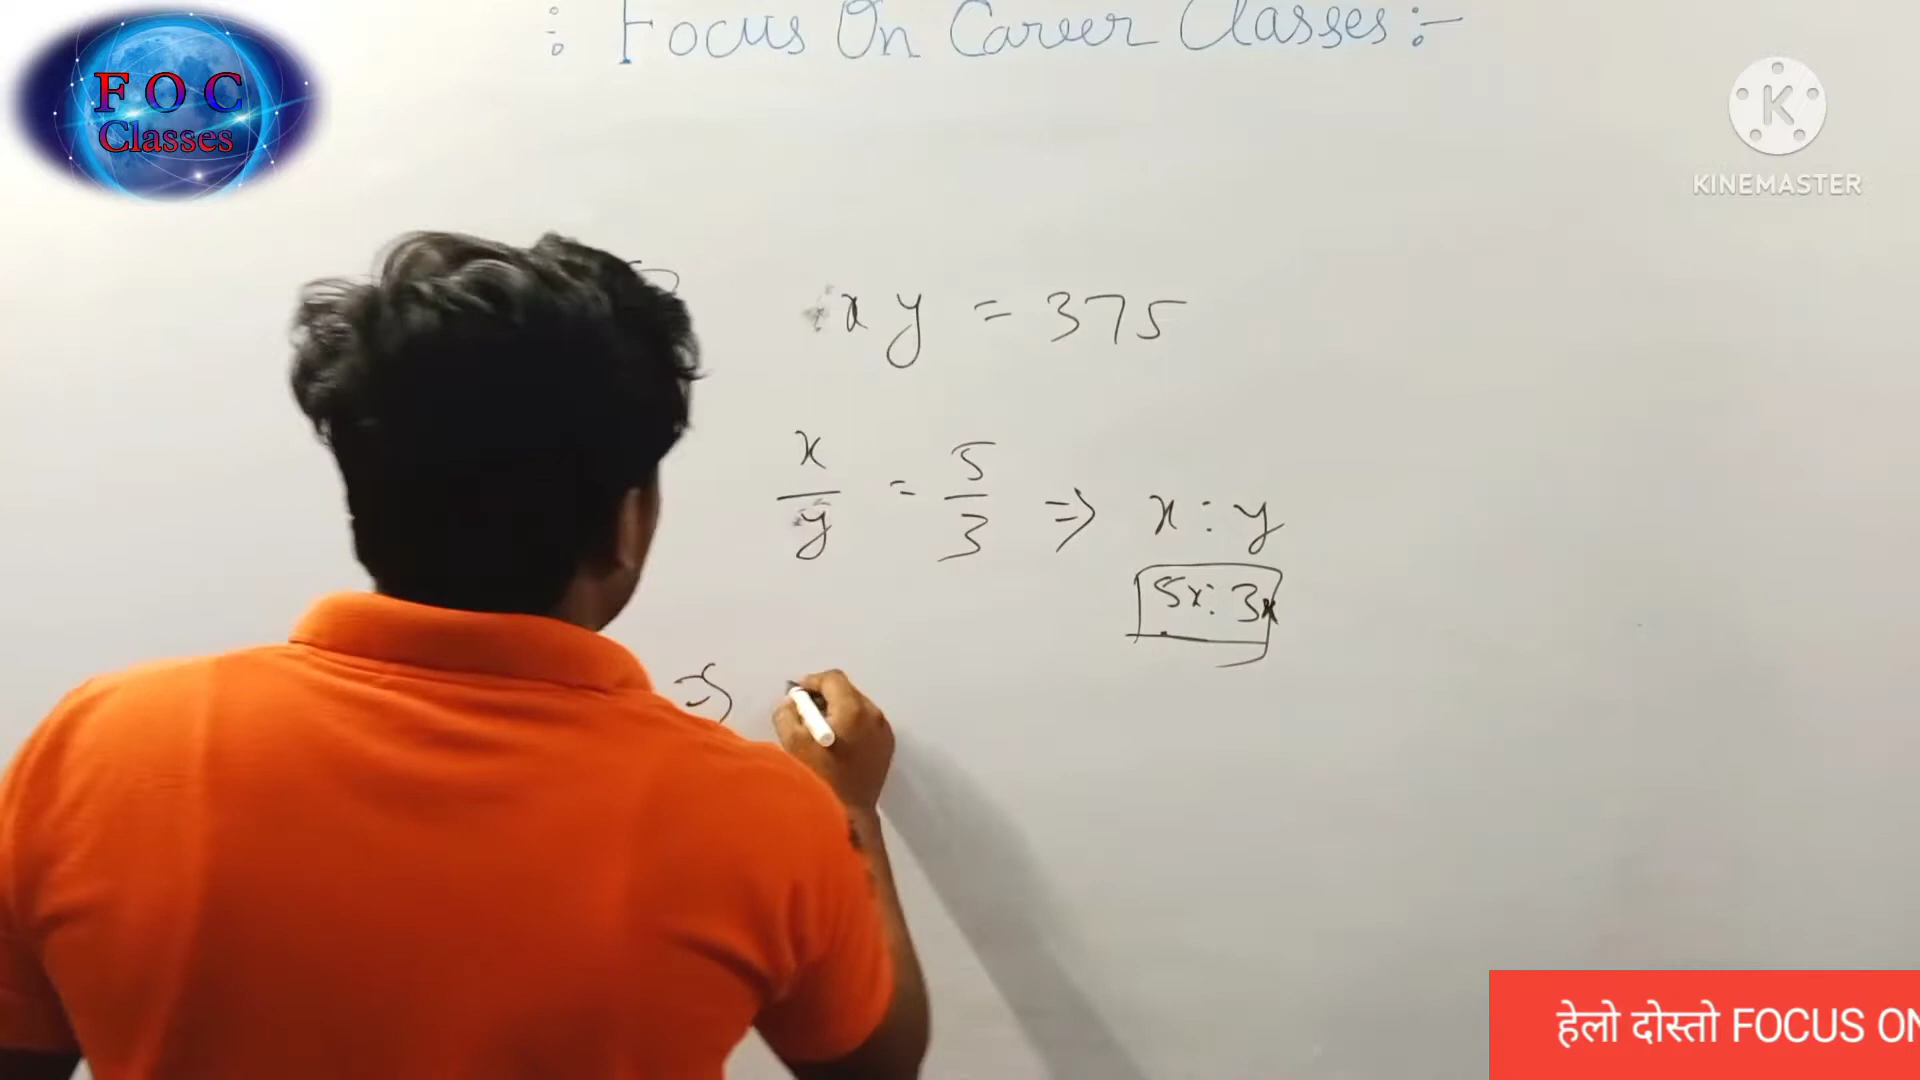 :- Focus On Career Classes :-
F O C
Classes
KINEMASTER
xy = 375
x/y = 5/3 => x : y
5x : 3x
=>
हेलो दोस्तो FOCUS ON